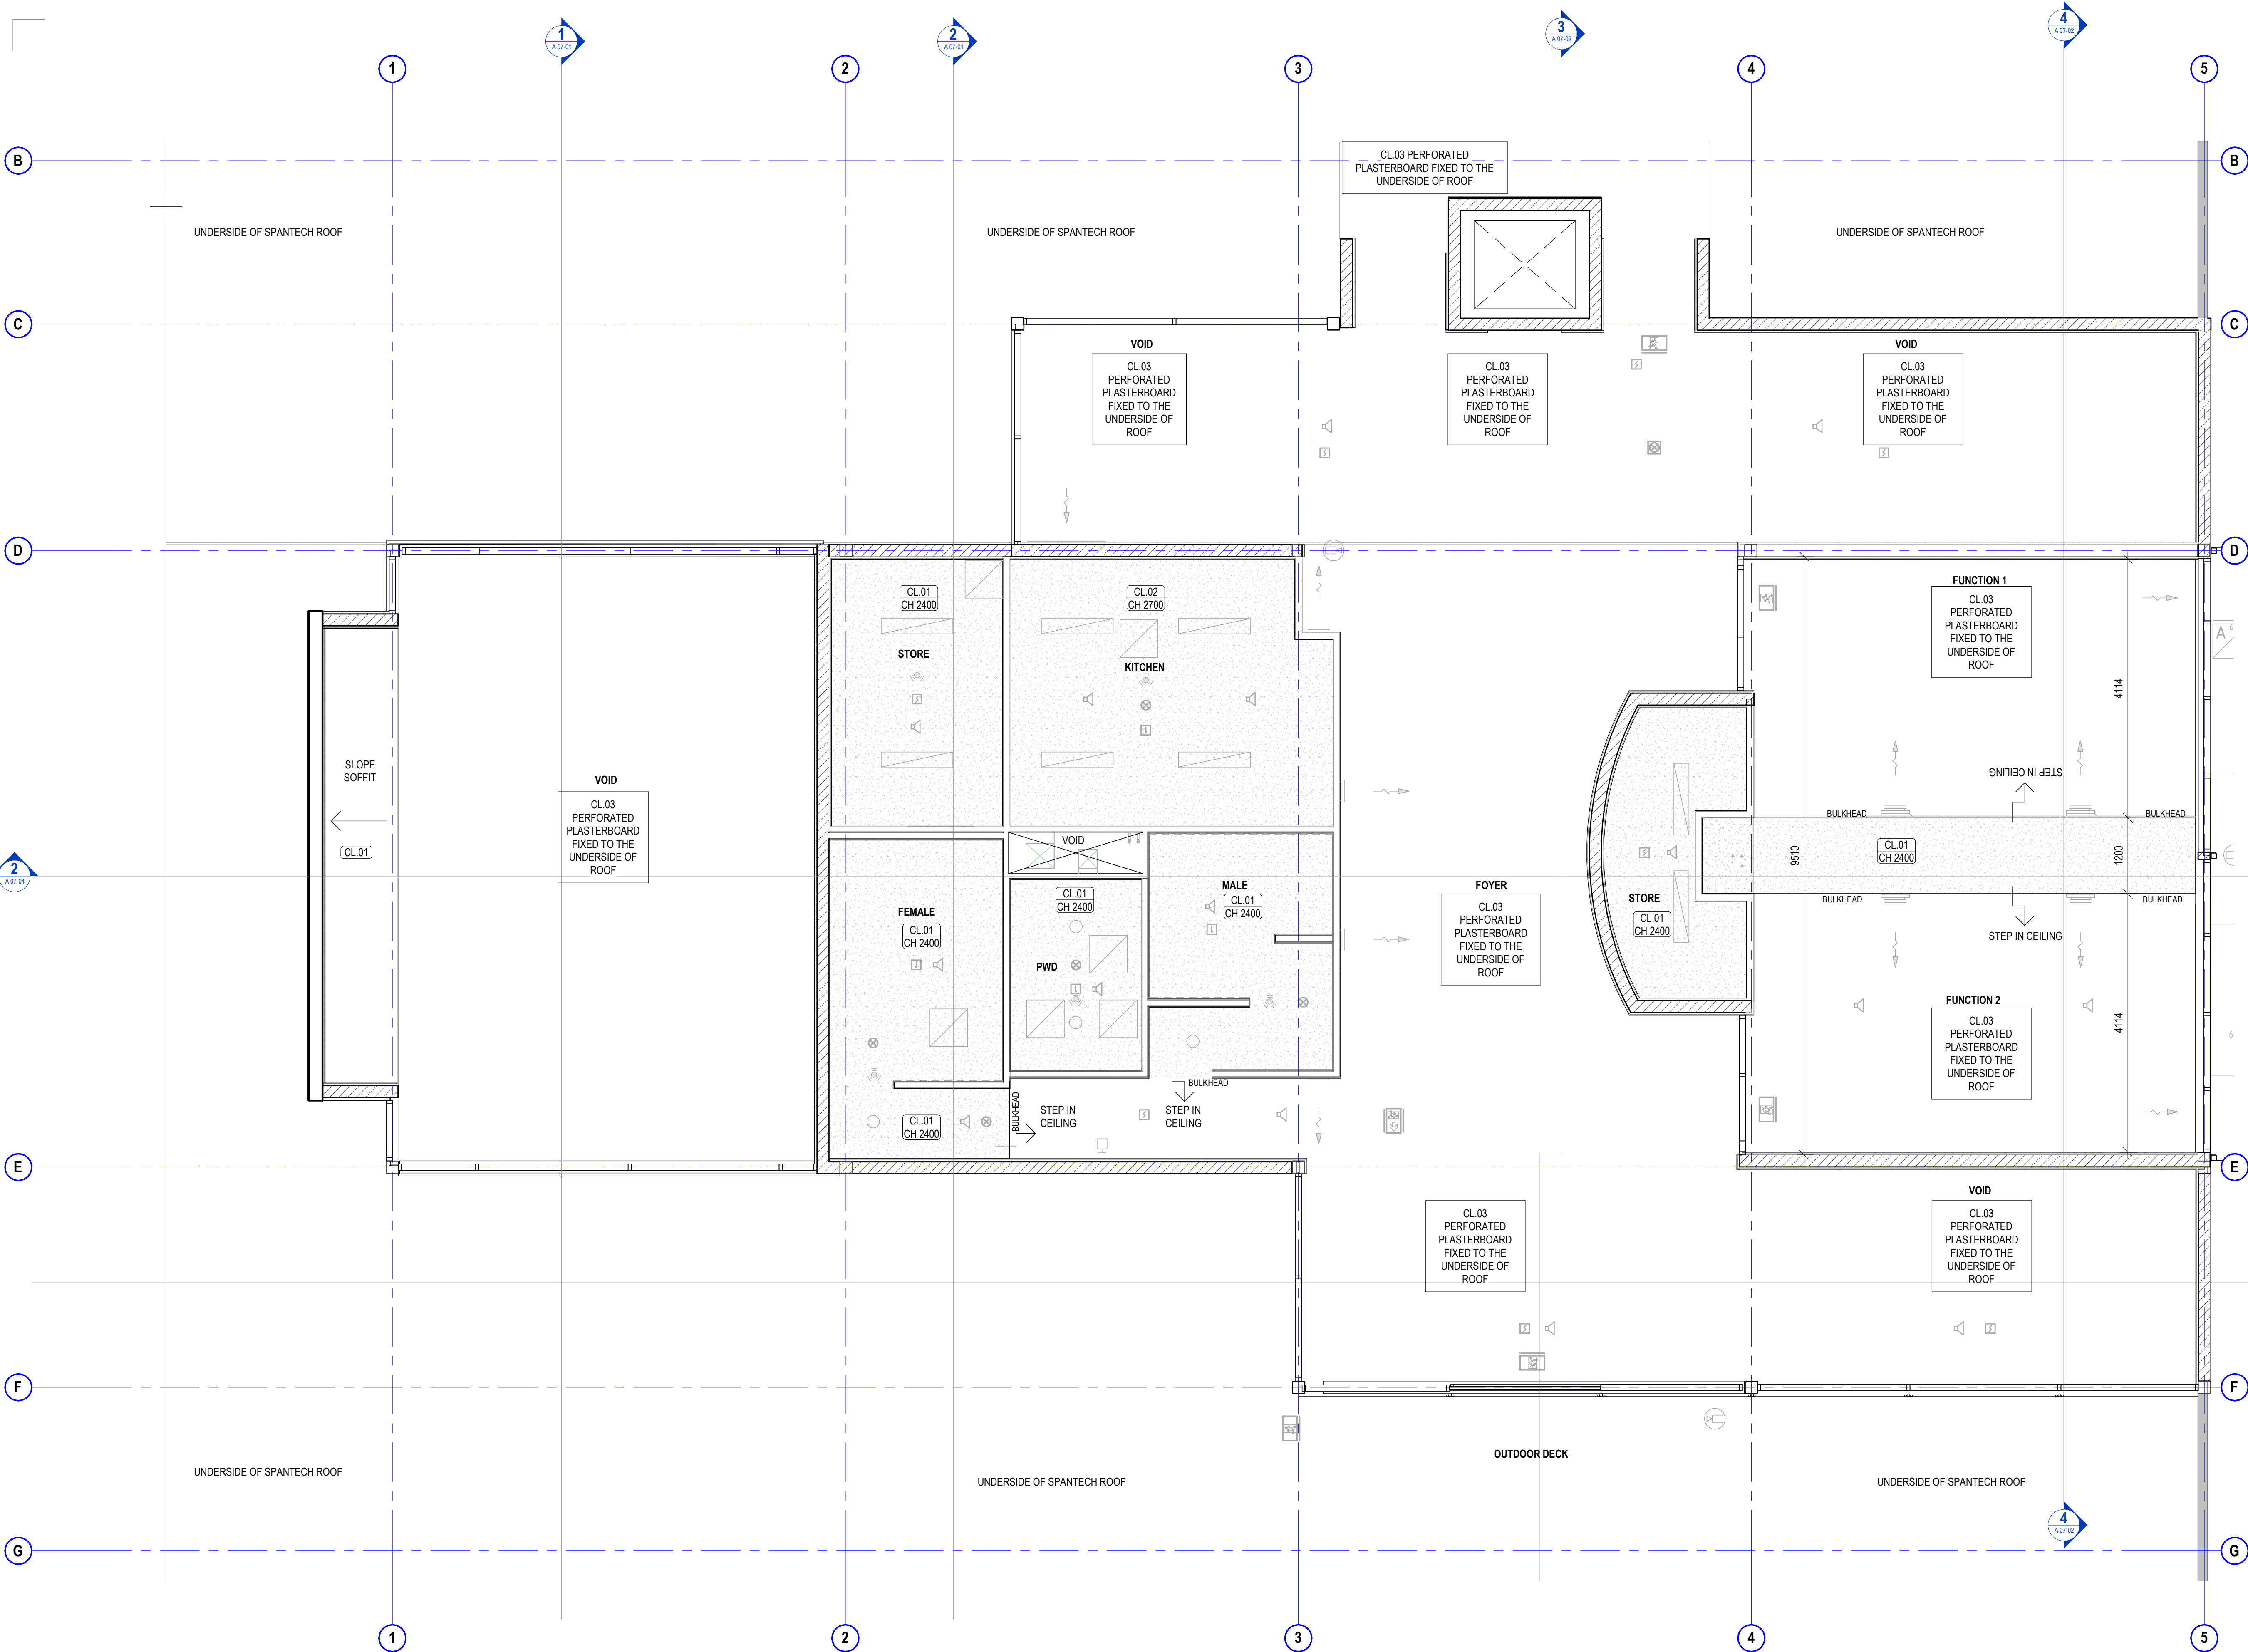 1
A 07-01
2
A 07-01
3
A 07-02
4
A 07-02
1
2
3
4
5
B
B
CL.03 PERFORATED
PLASTERBOARD FIXED TO THE
UNDERSIDE OF ROOF
UNDERSIDE OF SPANTECH ROOF
UNDERSIDE OF SPANTECH ROOF
UNDERSIDE OF SPANTECH ROOF
C
C
VOID
CL.03
PERFORATED
PLASTERBOARD
FIXED TO THE
UNDERSIDE OF
ROOF
CL.03
PERFORATED
PLASTERBOARD
FIXED TO THE
UNDERSIDE OF
ROOF
VOID
CL.03
PERFORATED
PLASTERBOARD
FIXED TO THE
UNDERSIDE OF
ROOF
D
D
CL.01
CH 2400
STORE
CL.02
CH 2700
KITCHEN
FUNCTION 1
CL.03
PERFORATED
PLASTERBOARD
FIXED TO THE
UNDERSIDE OF
ROOF
A
4114
SLOPE
SOFFIT
CL.01
VOID
CL.03
PERFORATED
PLASTERBOARD
FIXED TO THE
UNDERSIDE OF
ROOF
STEP IN CEILING
BULKHEAD
BULKHEAD
VOID
9510
CL.01
CH 2400
1200
2
A 07-04
CL.01
CH 2400
MALE
CL.01
CH 2400
FOYER
CL.03
PERFORATED
PLASTERBOARD
FIXED TO THE
UNDERSIDE OF
ROOF
STORE
CL.01
CH 2400
BULKHEAD
BULKHEAD
STEP IN CEILING
FEMALE
CL.01
CH 2400
PWD
FUNCTION 2
CL.03
PERFORATED
PLASTERBOARD
FIXED TO THE
UNDERSIDE OF
ROOF
4114
6
BULKHEAD
BULKHEAD
STEP IN
CEILING
STEP IN
CEILING
CL.01
CH 2400
E
E
CL.03
PERFORATED
PLASTERBOARD
FIXED TO THE
UNDERSIDE OF
ROOF
VOID
CL.03
PERFORATED
PLASTERBOARD
FIXED TO THE
UNDERSIDE OF
ROOF
F
F
OUTDOOR DECK
UNDERSIDE OF SPANTECH ROOF
UNDERSIDE OF SPANTECH ROOF
UNDERSIDE OF SPANTECH ROOF
4
A 07-02
G
G
1
2
3
4
5